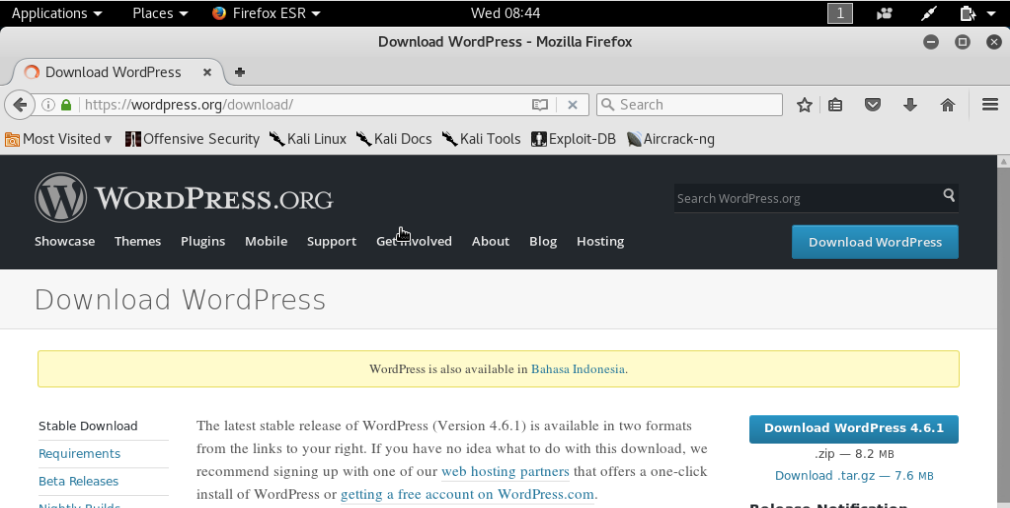 Applications Places Firefox ESR Wed 08:44 1
Download WordPress - Mozilla Firefox
Download WordPress
https://wordpress.org/download/ Search
Most Visited Offensive Security Kali Linux Kali Docs Kali Tools Exploit-DB Aircrack-ng
WORDPRESS.ORG
Search WordPress.org
Showcase Themes Plugins Mobile Support Get Involved About Blog Hosting
Download WordPress
Download WordPress
WordPress is also available in Bahasa Indonesia.
Stable Download
Requirements
Beta Releases
Nightly Builds
The latest stable release of WordPress (Version 4.6.1) is available in two formats
from the links to your right. If you have no idea what to do with this download, we
recommend signing up with one of our web hosting partners that offers a one-click
install of WordPress or getting a free account on WordPress.com.
Download WordPress 4.6.1
.zip — 8.2 MB
Download .tar.gz — 7.6 MB
Release Notification